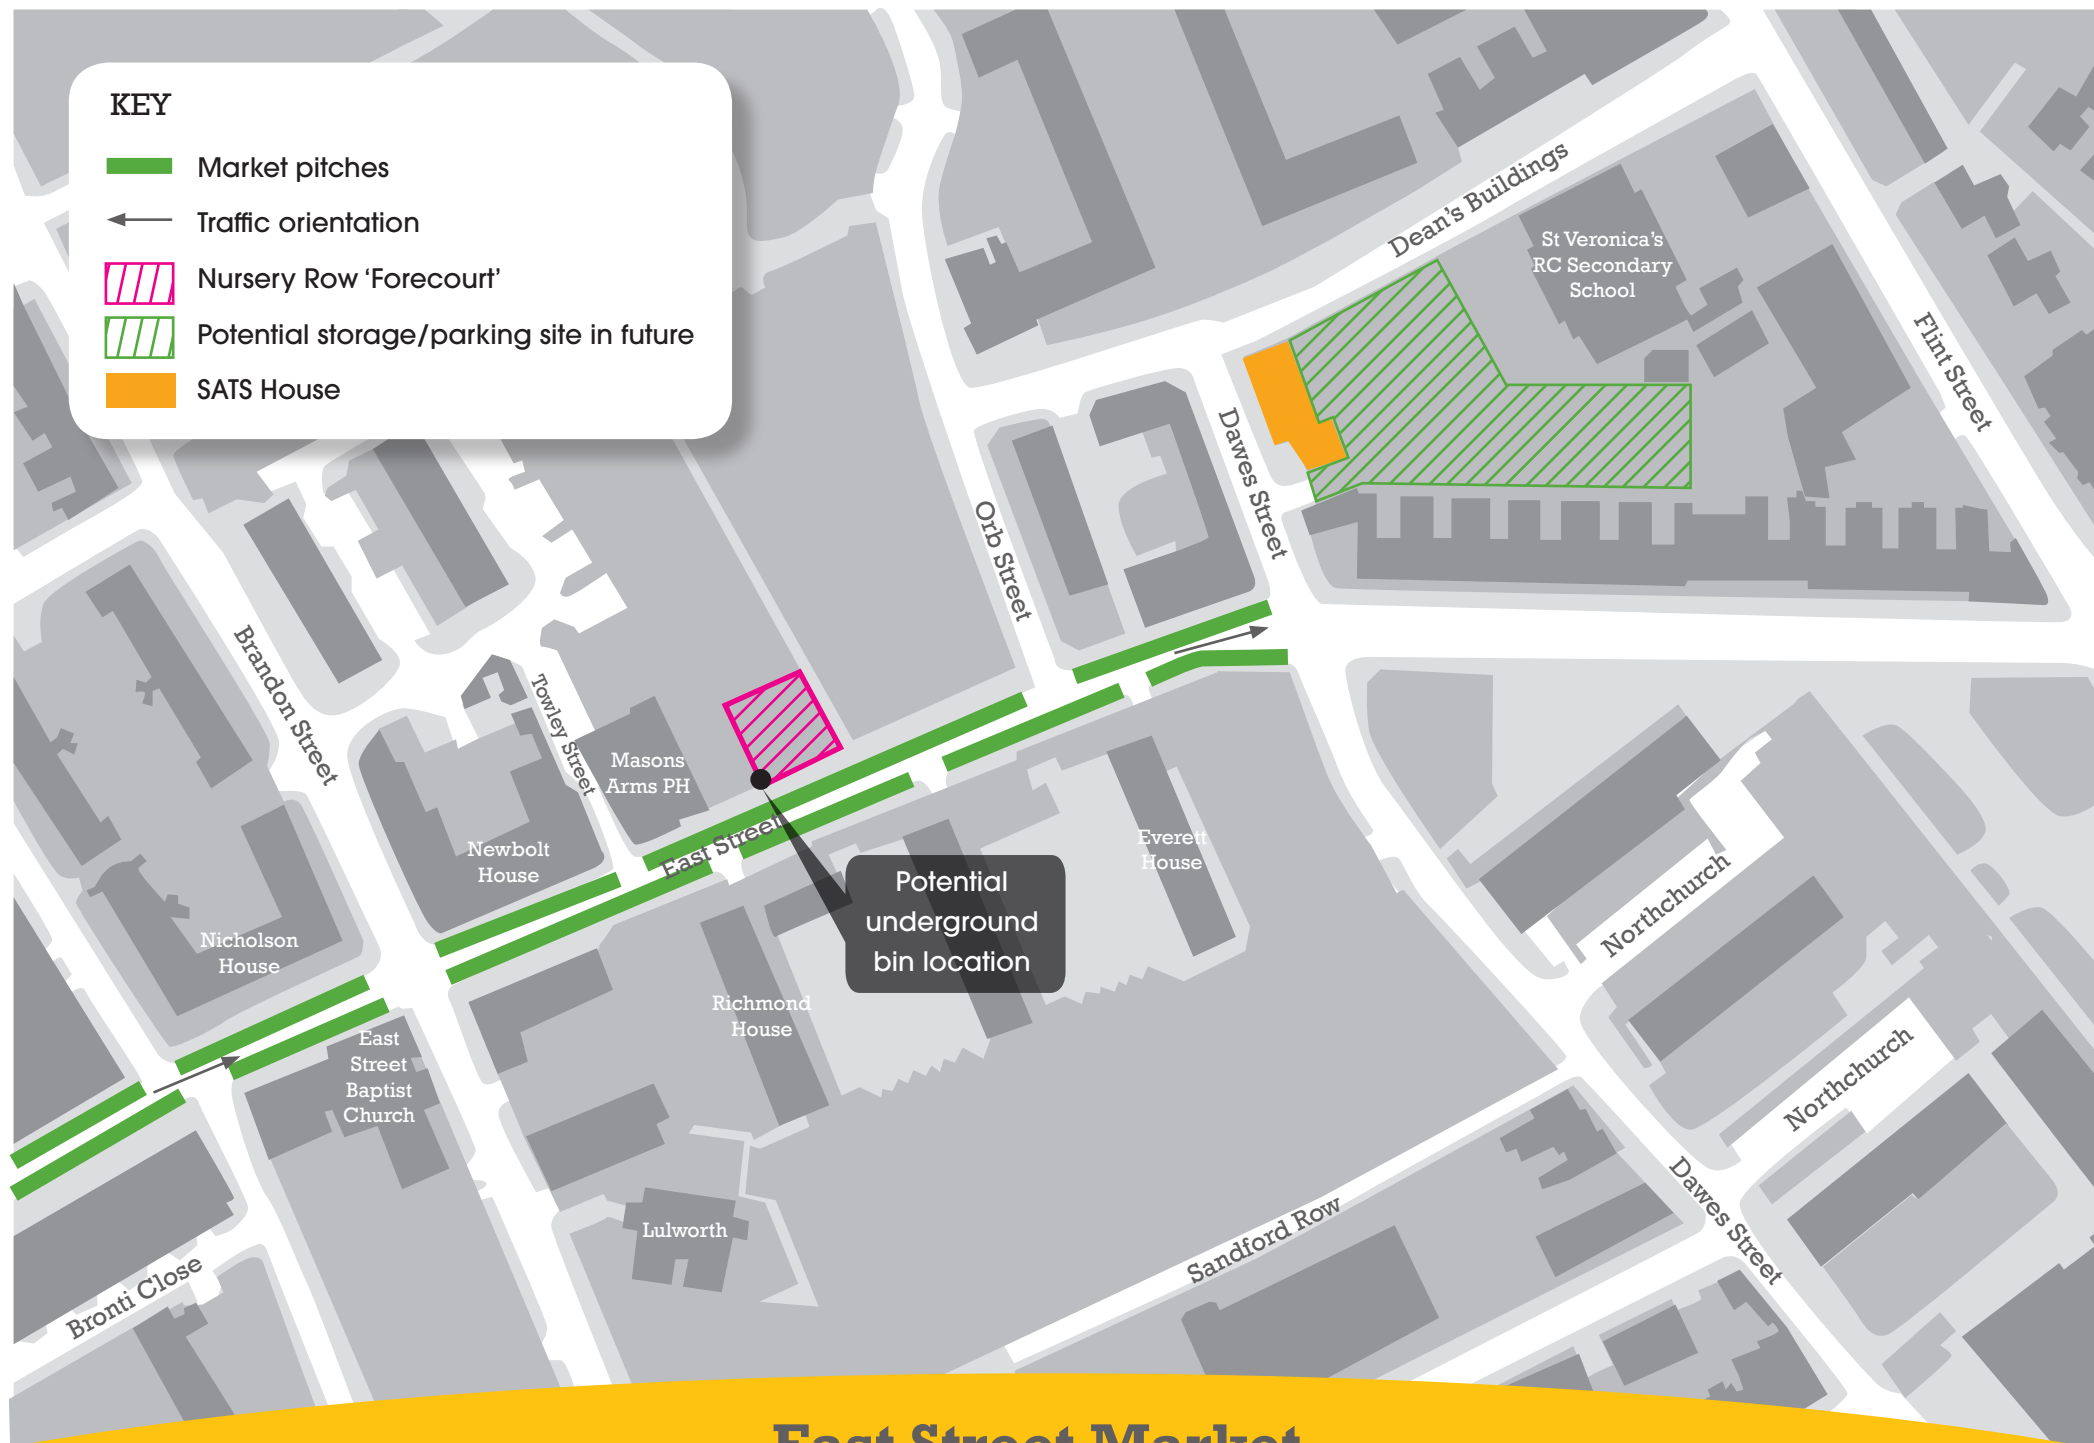 KEY
Market pitches
Traffic orientation
Nursery Row ‘Forecourt’
Potential storage/parking site in future
SATS House
Dean’s Buildings
St Veronica’s
RC Secondary
School
Flint Street
Dawes Street
Orb Street
Brandon Street
Towley Street
Masons
Arms PH
Newbolt
House
East Street
Everett
House
Potential
underground
bin location
Nicholson
House
Richmond
House
East
Street
Baptist
Church
Northchurch
Northchurch
Lulworth
Sandford Row
Dawes Street
Bronti Close
East Street Market